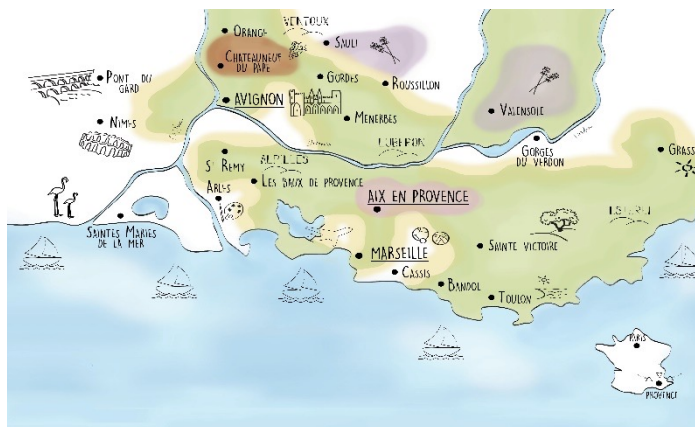 ORANGE
VENTOUX
SAULT
CHATEAUNEUF
DU PAPE
PONT DU
GARD
GORDES
ROUSSILLON
AVIGNON
MENERBES
VALENSOLE
NIMES
LUBERON
GORGES
DU VERDON
GRASS
ST REMY
ALPILLES
LES BAUX DE PROVENCE
ARLES
AIX EN PROVENCE
SAINTES MARIES
DE LA MER
MARSEILLE
SAINTE VICTOIRE
CASSIS
BANDOL
TOULON
PARIS
PROVENCE